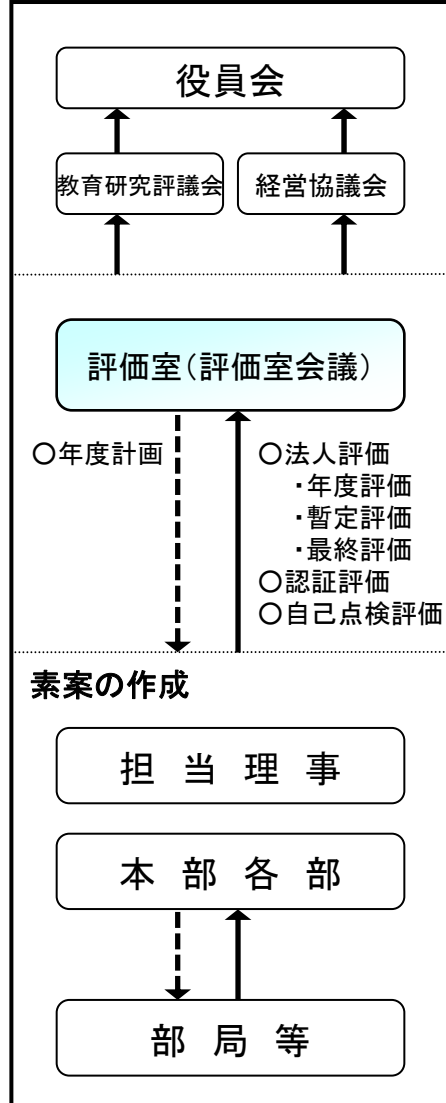 役員会
教育研究評議会
経営協議会
評価室(評価室会議)
○年度計画
○法人評価
・年度評価
・暫定評価
・最終評価
○認証評価
○自己点検評価
素案の作成
担 当 理 事
本 部 各 部
部 局 等